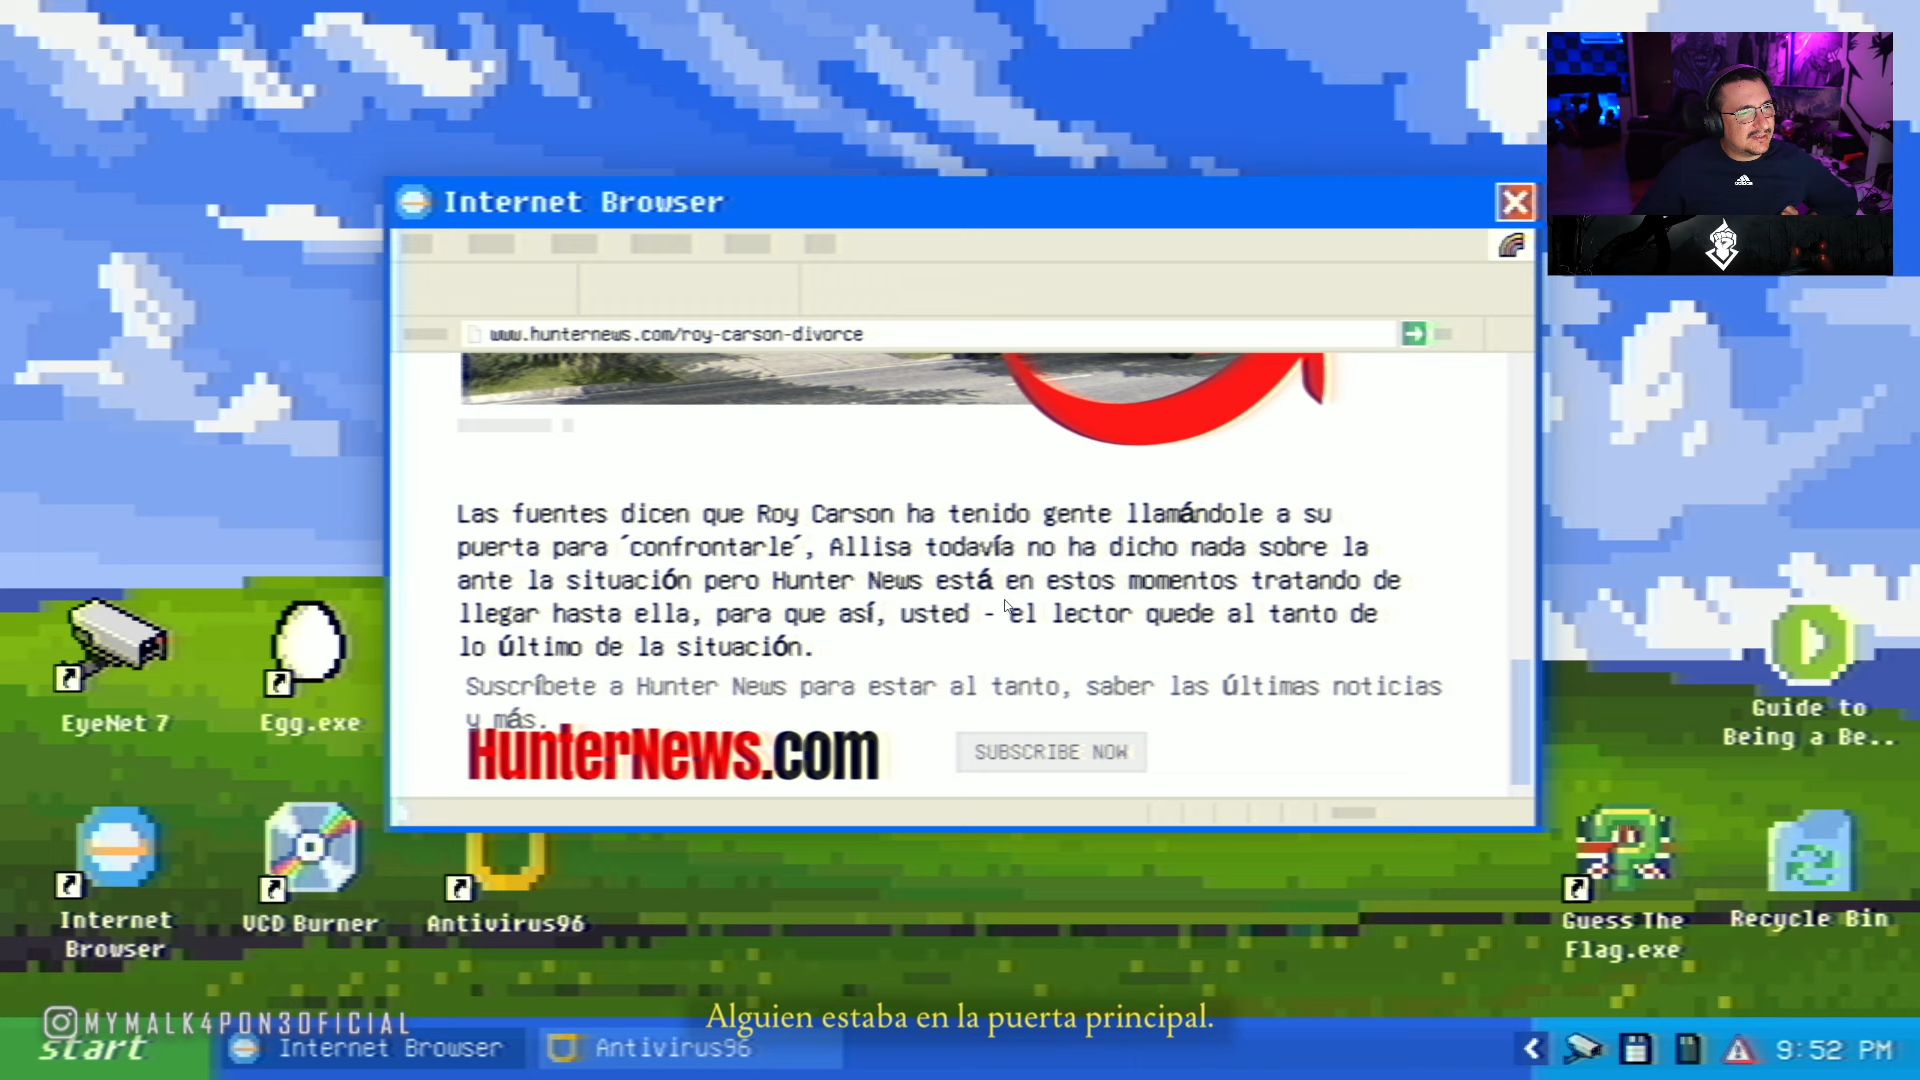 Internet Browser
www.hunternews.com/roy-carson-divorce
Las fuentes dicen que Roy Carson ha tenido gente llamándole a su
puerta para ´confrontarle´, Allisa todavía no ha dicho nada sobre la
ante la situación pero Hunter News está en estos momentos tratando de
llegar hasta ella, para que así, usted - el lector quede al tanto de
lo último de la situación.
Suscríbete a Hunter News para estar al tanto, saber las últimas noticias
y más.
HunterNews.com
SUBSCRIBE NOW
EyeNet 7
Egg.exe
Guide to
Being a Be..
Internet
Browser
VCD Burner
Antivirus96
Guess The
Flag.exe
Recycle Bin
MYMALK4PON3OFICIAL
Alguien estaba en la puerta principal.
start
Internet Browser
Antivirus96
9:52 PM
adidas